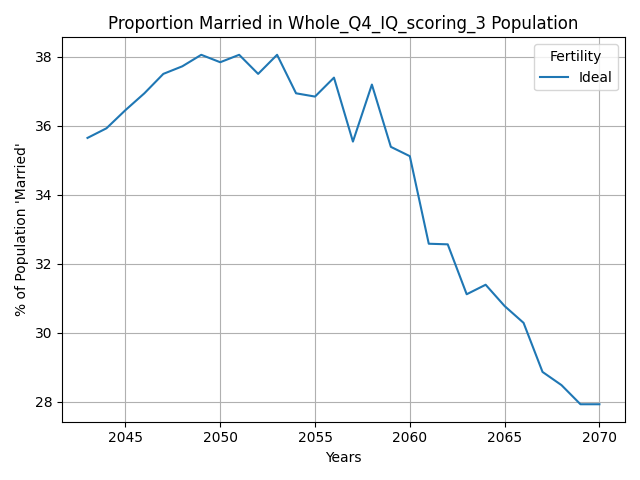 Proportion Married in Whole_Q4_IQ_scoring_3 Population
% of Population 'Married'
38
36
34
32
30
28
Fertility
Ideal
2045 2050 2055 2060 2065 2070
Years